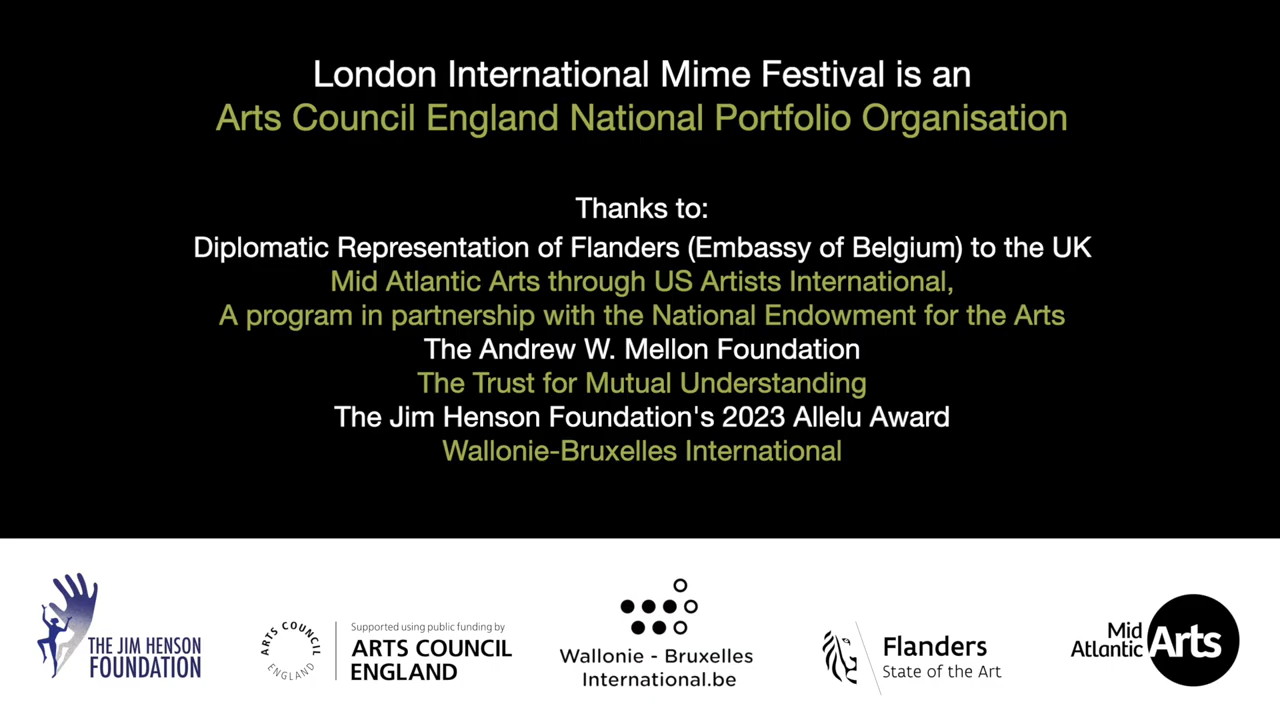 London International Mime Festival is an
Arts Council England National Portfolio Organisation
Thanks to:
Diplomatic Representation of Flanders (Embassy of Belgium) to the UK
Mid Atlantic Arts through US Artists International,
A program in partnership with the National Endowment for the Arts
The Andrew W. Mellon Foundation
The Trust for Mutual Understanding
The Jim Henson Foundation's 2023 Allelu Award
Wallonie-Bruxelles International
THE JIM HENSON
FOUNDATION
ARTS COUNCIL
ENGLAND
Supported using public funding by
ARTS COUNCIL
ENGLAND
Wallonie - Bruxelles
International.be
Flanders
State of the Art
Mid
Atlantic Arts